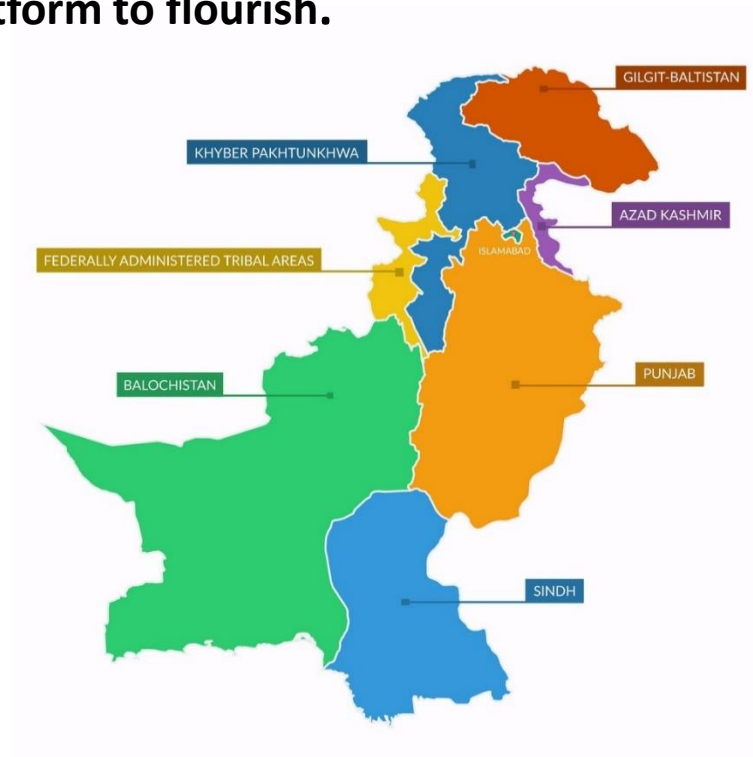 tform to flourish.
GILGIT-BALTISTAN
KHYBER PAKHTUNKHWA
AZAD KASHMIR
ISLAMABAD
FEDERALLY ADMINISTERED TRIBAL AREAS
PUNJAB
BALOCHISTAN
SINDH